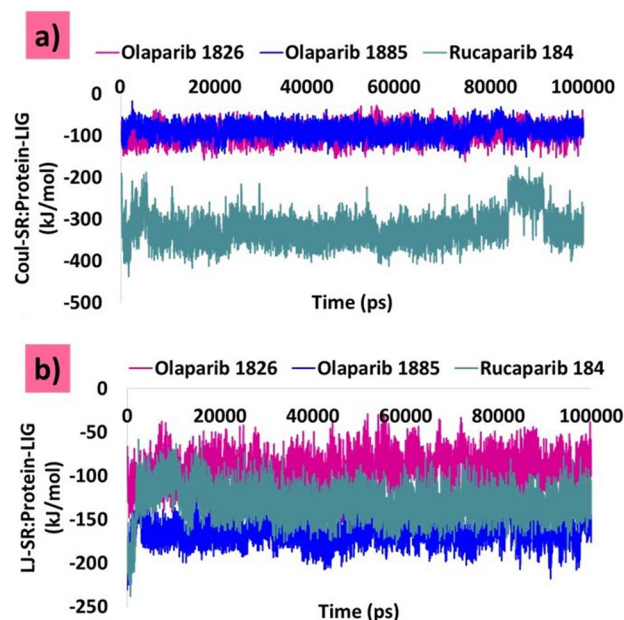 a)
Olaparib 1826 Olaparib 1885 Rucaparib 184
0 20000 40000 60000 80000 100000
0
-100
-200
-300
-400
-500
Coul-SR:Protein-LIG
(kJ/mol)
Time (ps)
b)
Olaparib 1826 Olaparib 1885 Rucaparib 184
0
0 20000 40000 60000 80000 100000
-50
-100
-150
-200
-250
LJ-SR:Protein-LIG
(kJ/mol)
Time (ps)